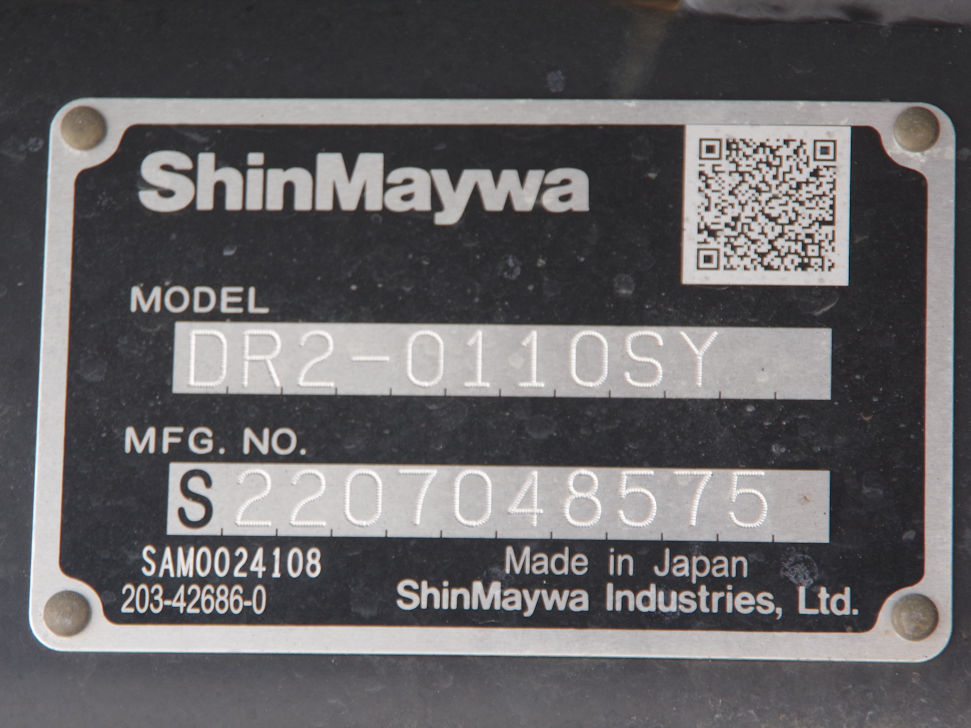 ShinMaywa
MODEL
DR2-0110SY
MFG. NO.
S2207048575
SAM0024108
Made in Japan
203-42686-0
ShinMaywa Industries, Ltd.